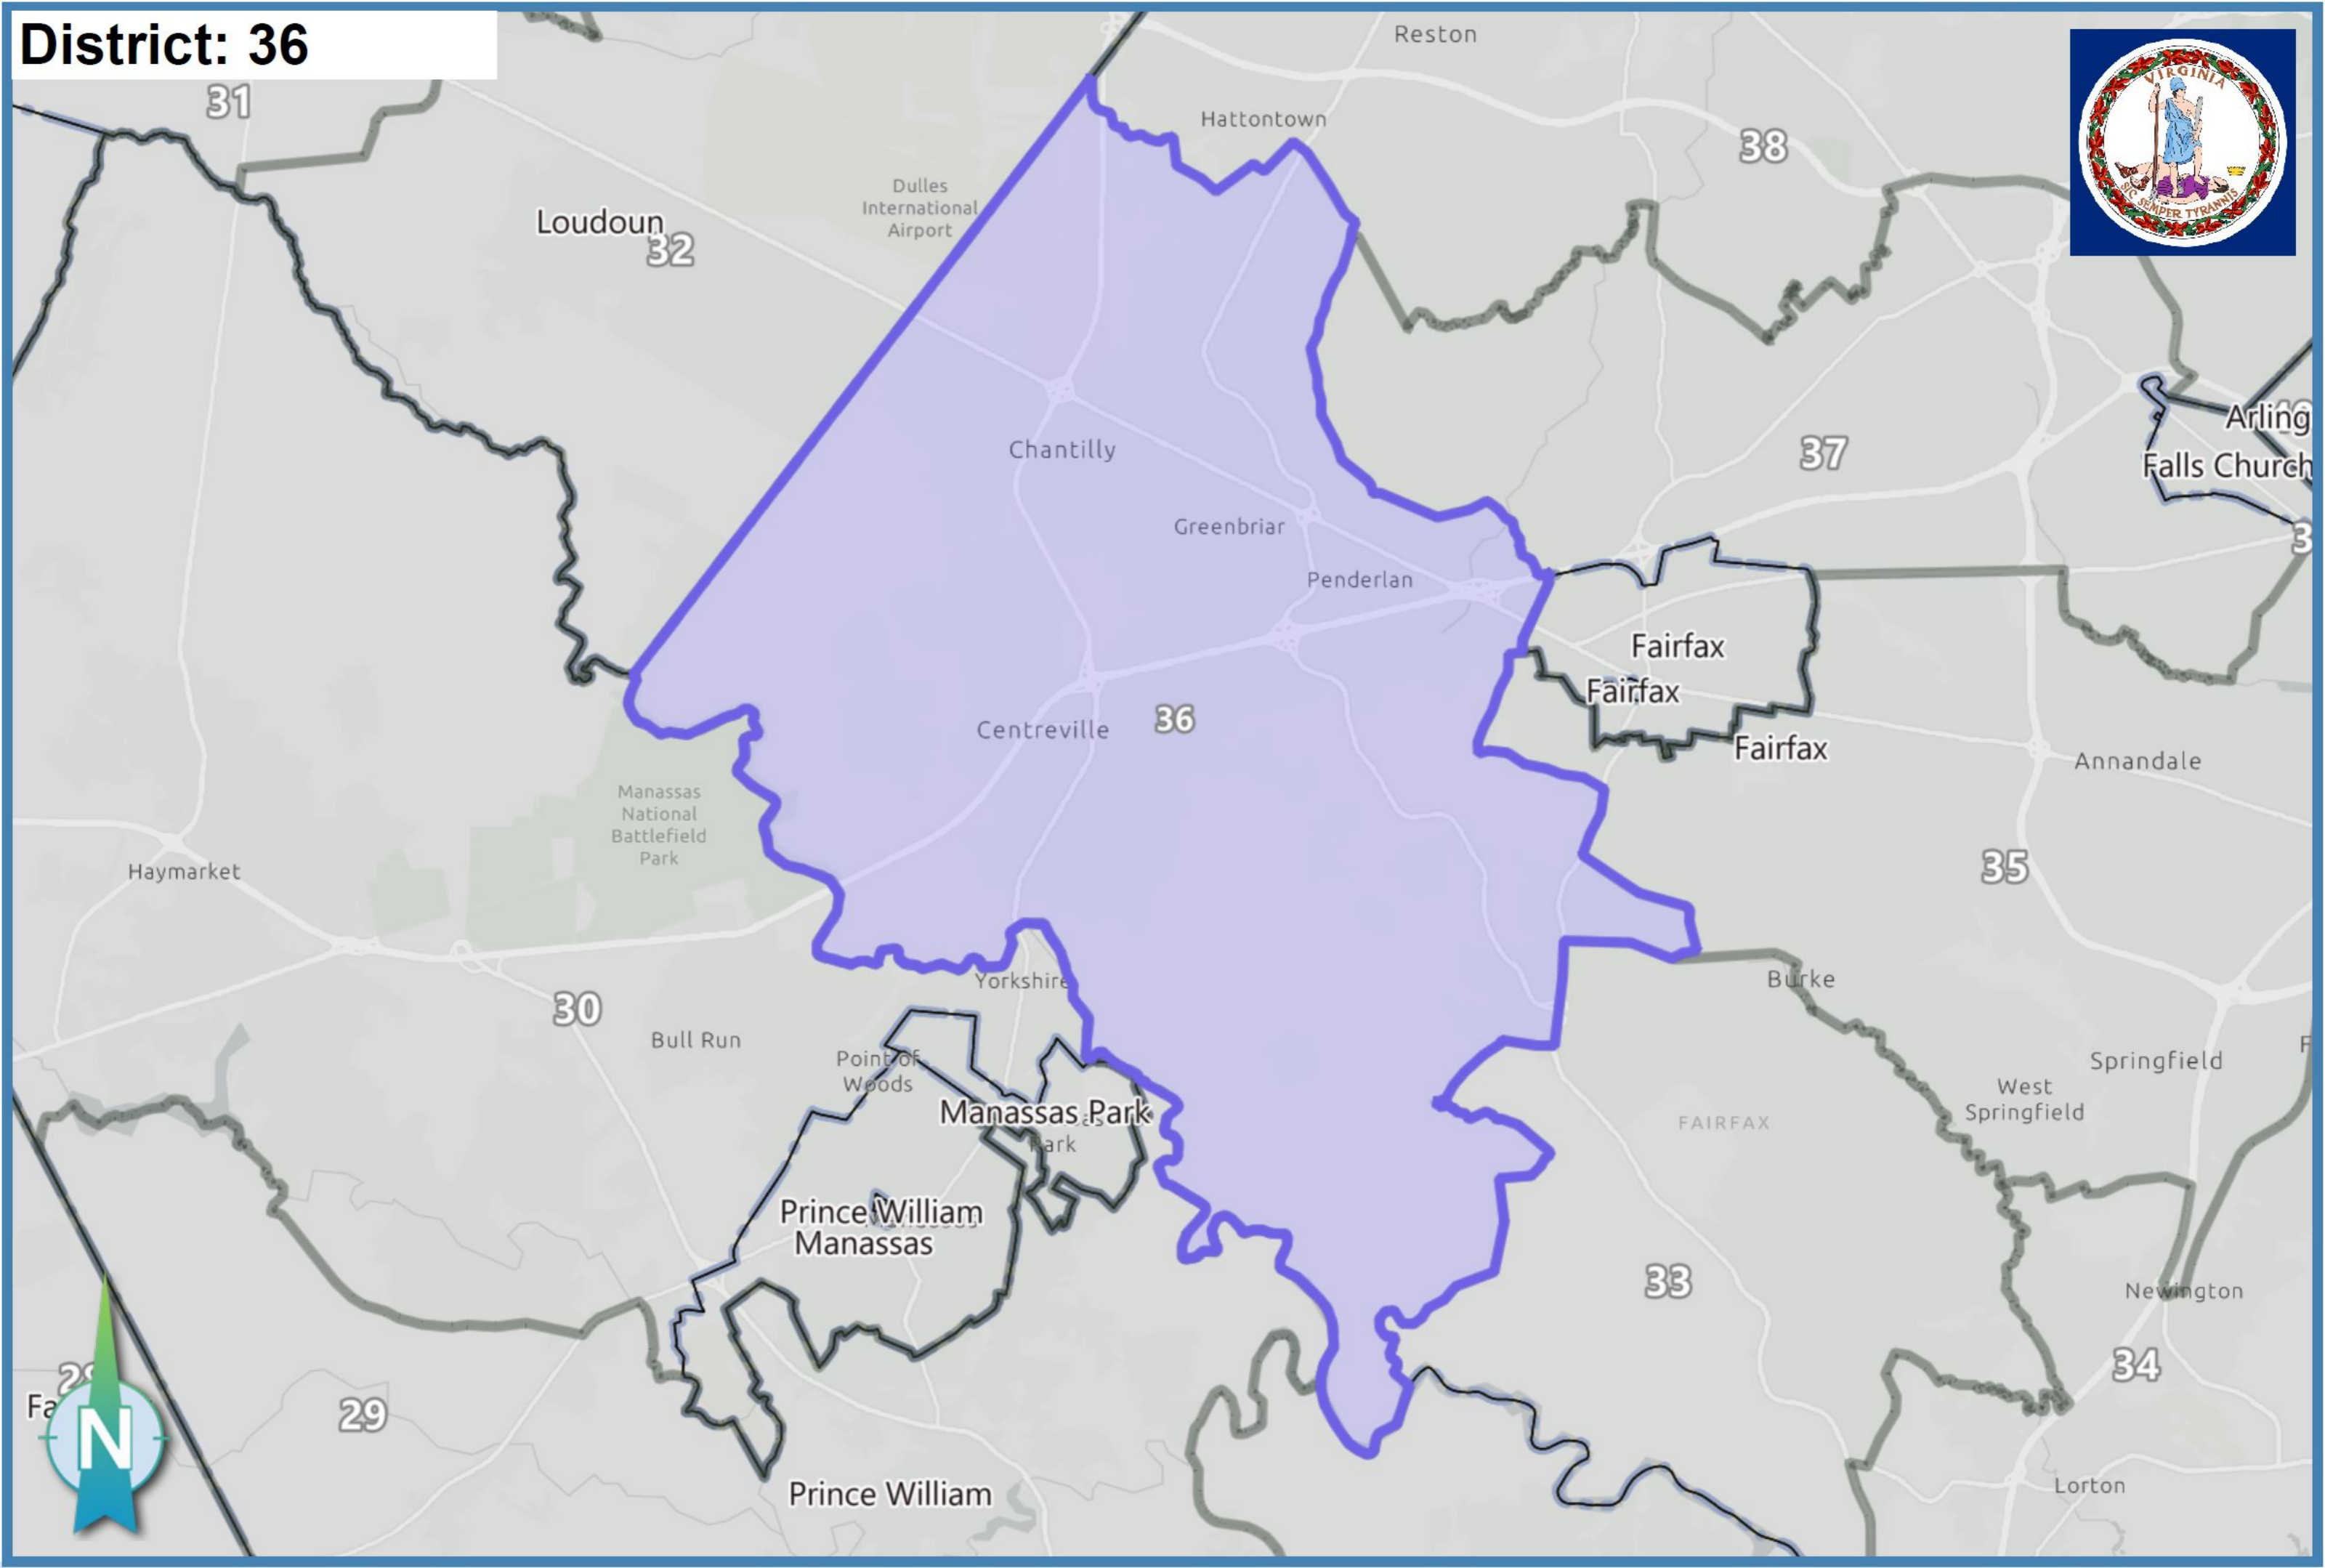 District: 36
Reston
31
Hattontown
38
VIRGINIA
SIC SEMPER TYRANNIS
Dulles
International
Airport
Loudoun
32
Arling
Falls Church
37
Chantilly
Greenbriar
3
Penderlan
Fairfax
Fairfax
36
Centreville
Fairfax
Annandale
Manassas
National
Battlefield
Park
Haymarket
35
Yorkshire
Burke
30
Bull Run
Point of
Woods
Springfield
F
West
Springfield
Manassas Park
Park
FAIRFAX
Prince William
Manassas
33
Newington
34
Fa
29
N
Lorton
Prince William